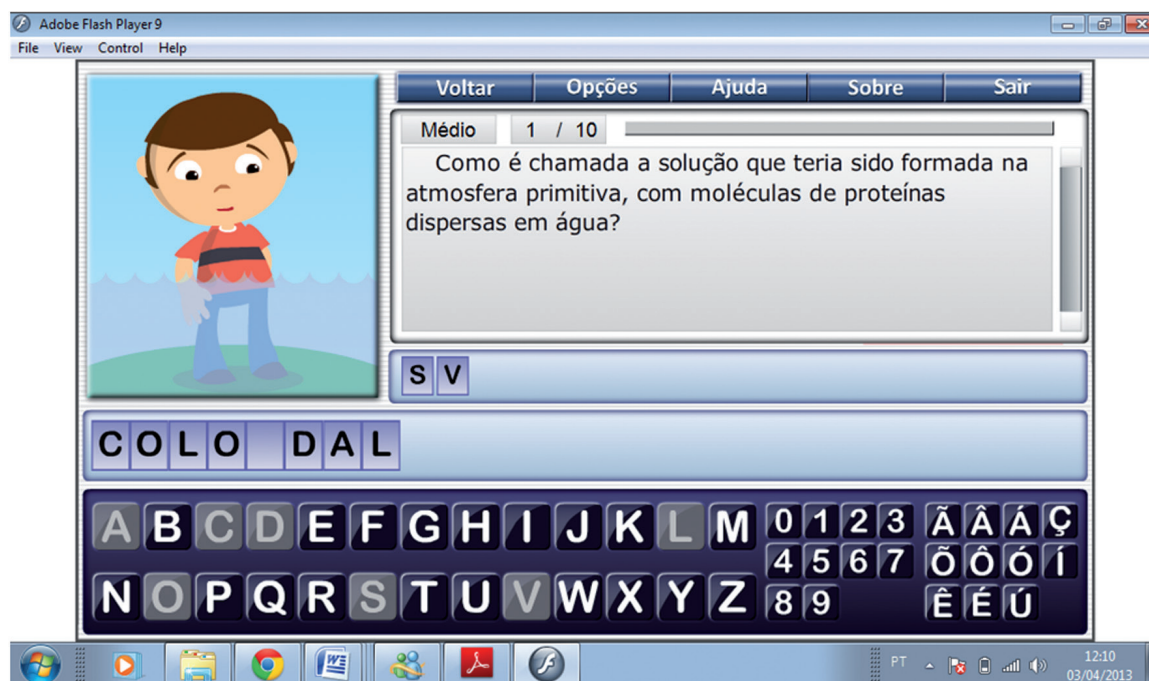 Adobe Flash Player 9
File View Control Help
Voltar Opções Ajuda Sobre Sair
Médio 1 / 10
Como é chamada a solução que teria sido formada na
atmosfera primitiva, com moléculas de proteínas
dispersas em água?
S V
C O L O D A L
A B C D E F G H I J K L M
N O P Q R S T U V W X Y Z
0 1 2 3
4 5 6 7
8 9
Ã Â Á Ç
Õ Ô Ó Í
Ê É Ú
PT
12:10
03/04/2013